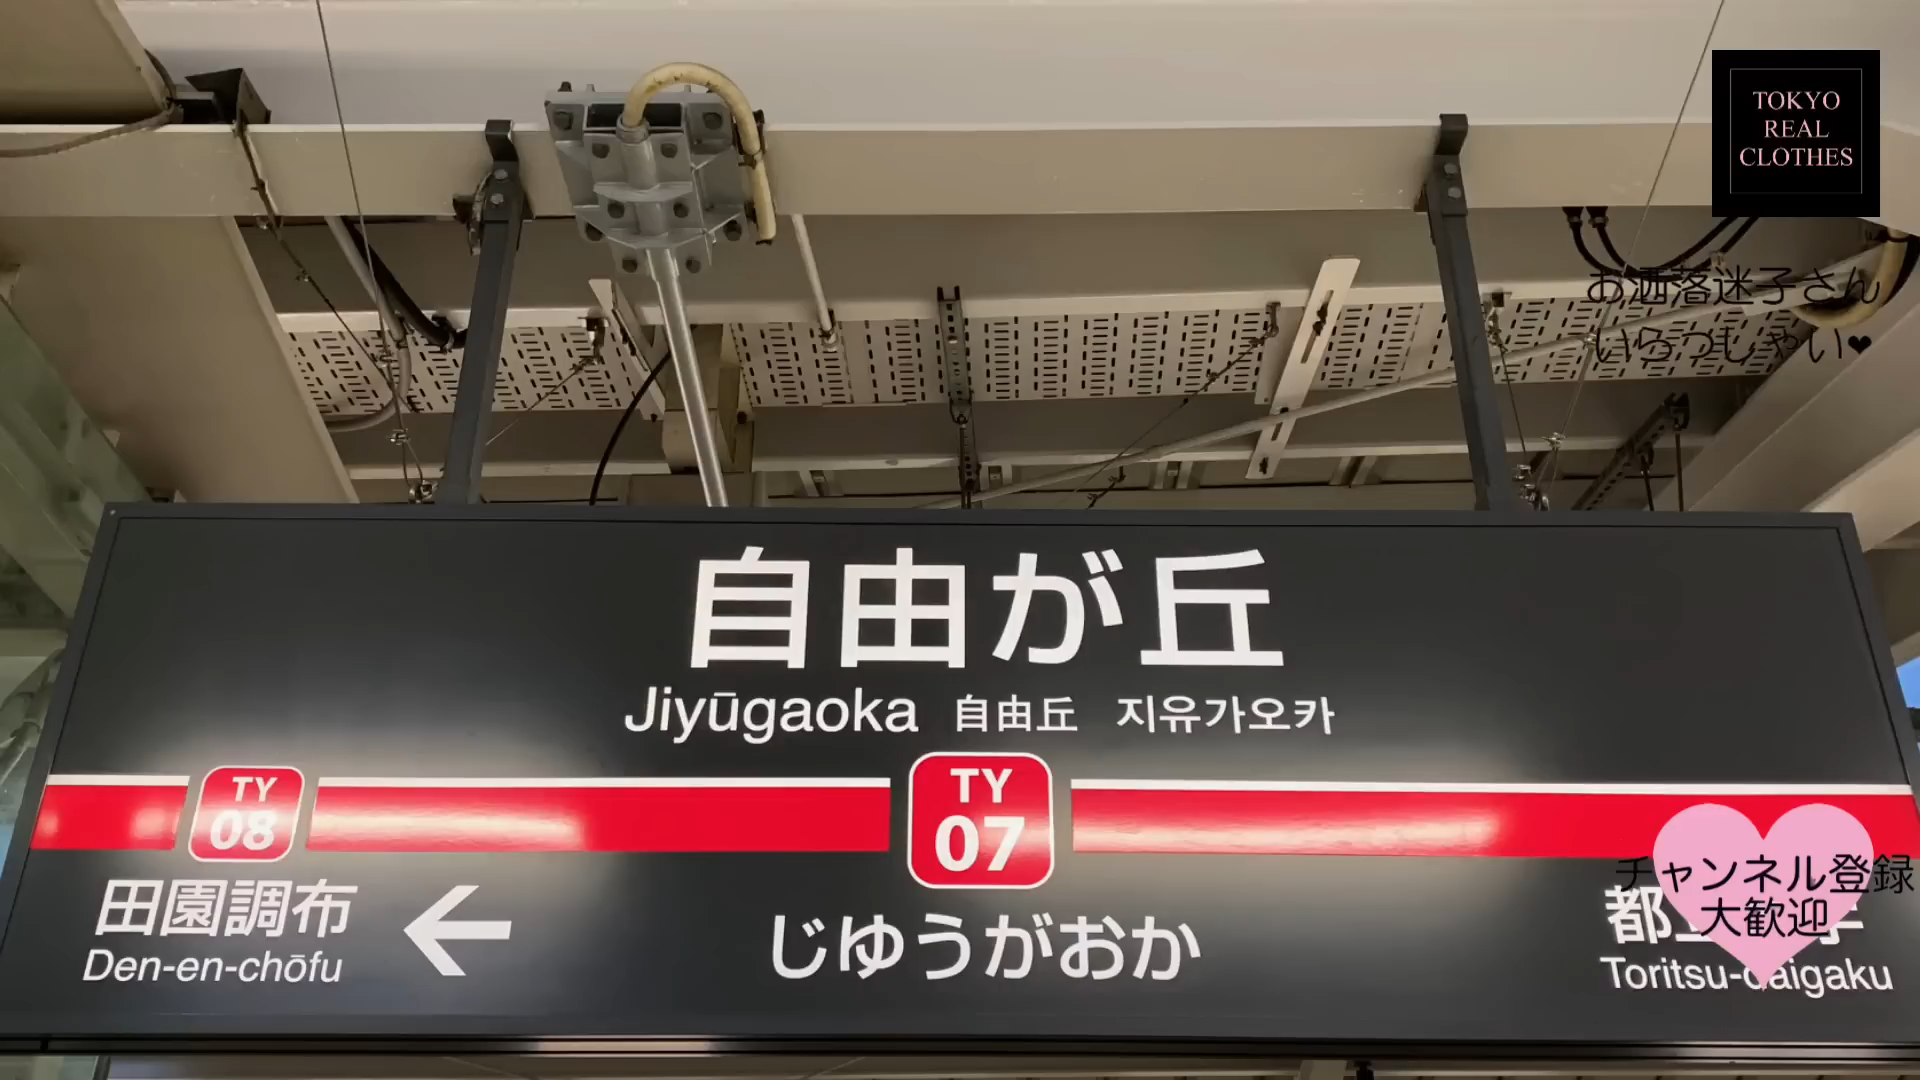 TOKYO
REAL
CLOTHES
お洒落迷子さん
いらっしゃい❤
自由が丘
Jiyūgaoka 自由丘 지유가오카
TY
08
TY
07
田園調布
Den-en-chōfu
←
じゆうがおか
チャンネル登録
大歓迎
都
Toritsu-daigaku